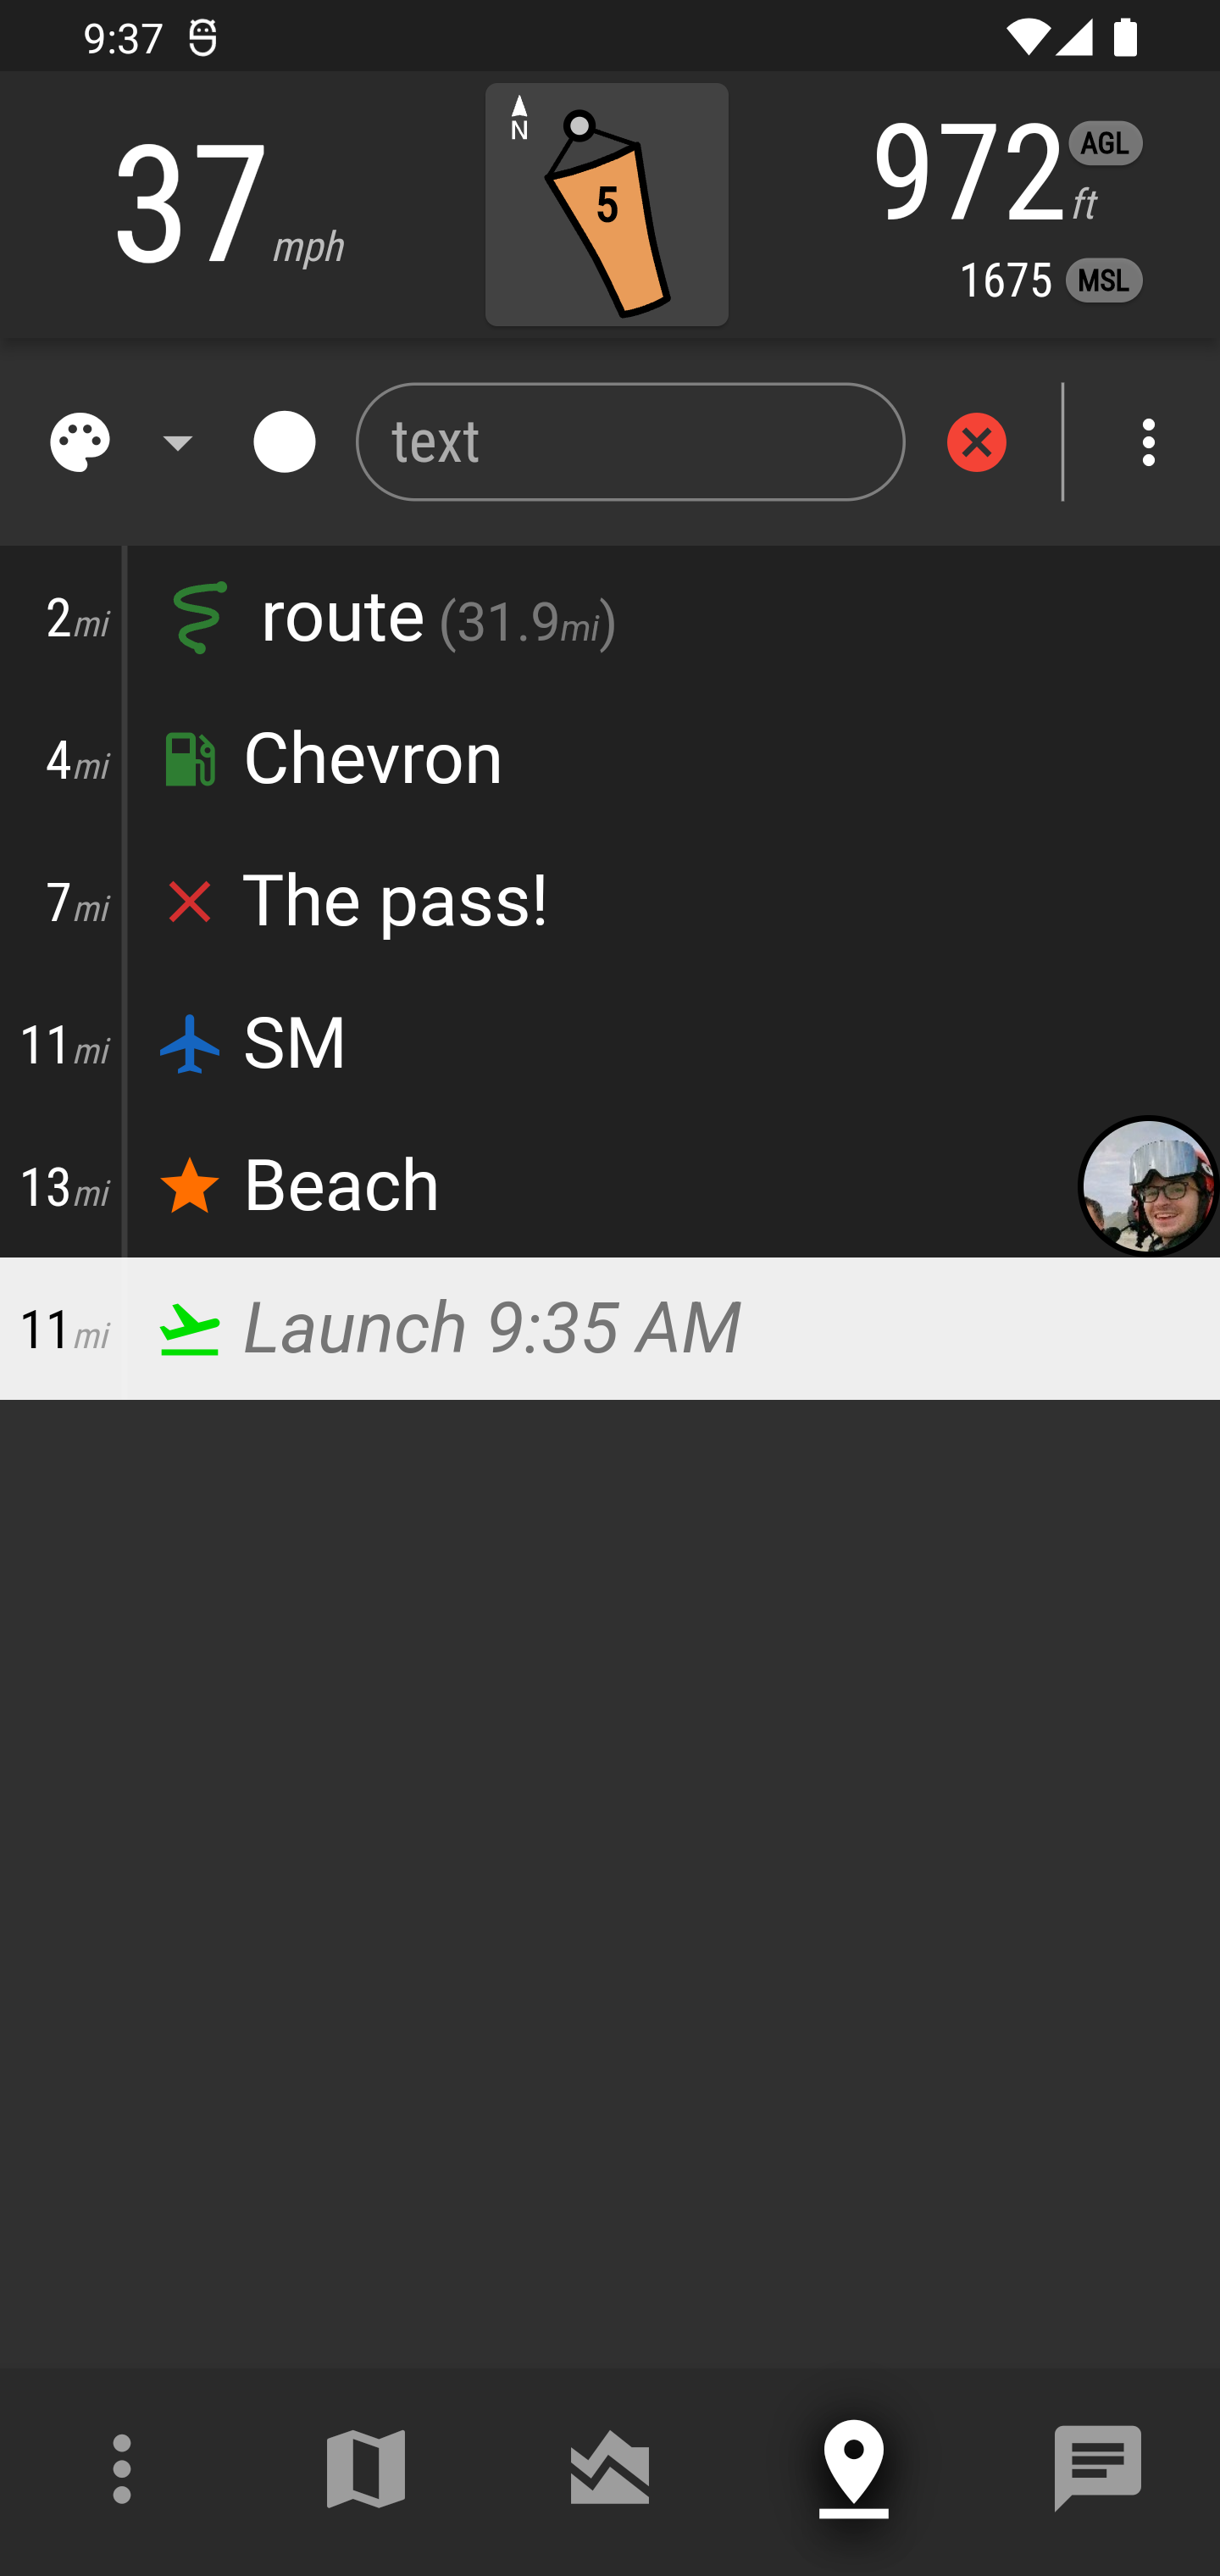 9:37
37 mph
N
5
972 ft AGL
1675 MSL
text
2mi route (31.9mi)
4mi Chevron
7mi The pass!
11mi SM
13mi Beach
11mi Launch 9:35 AM